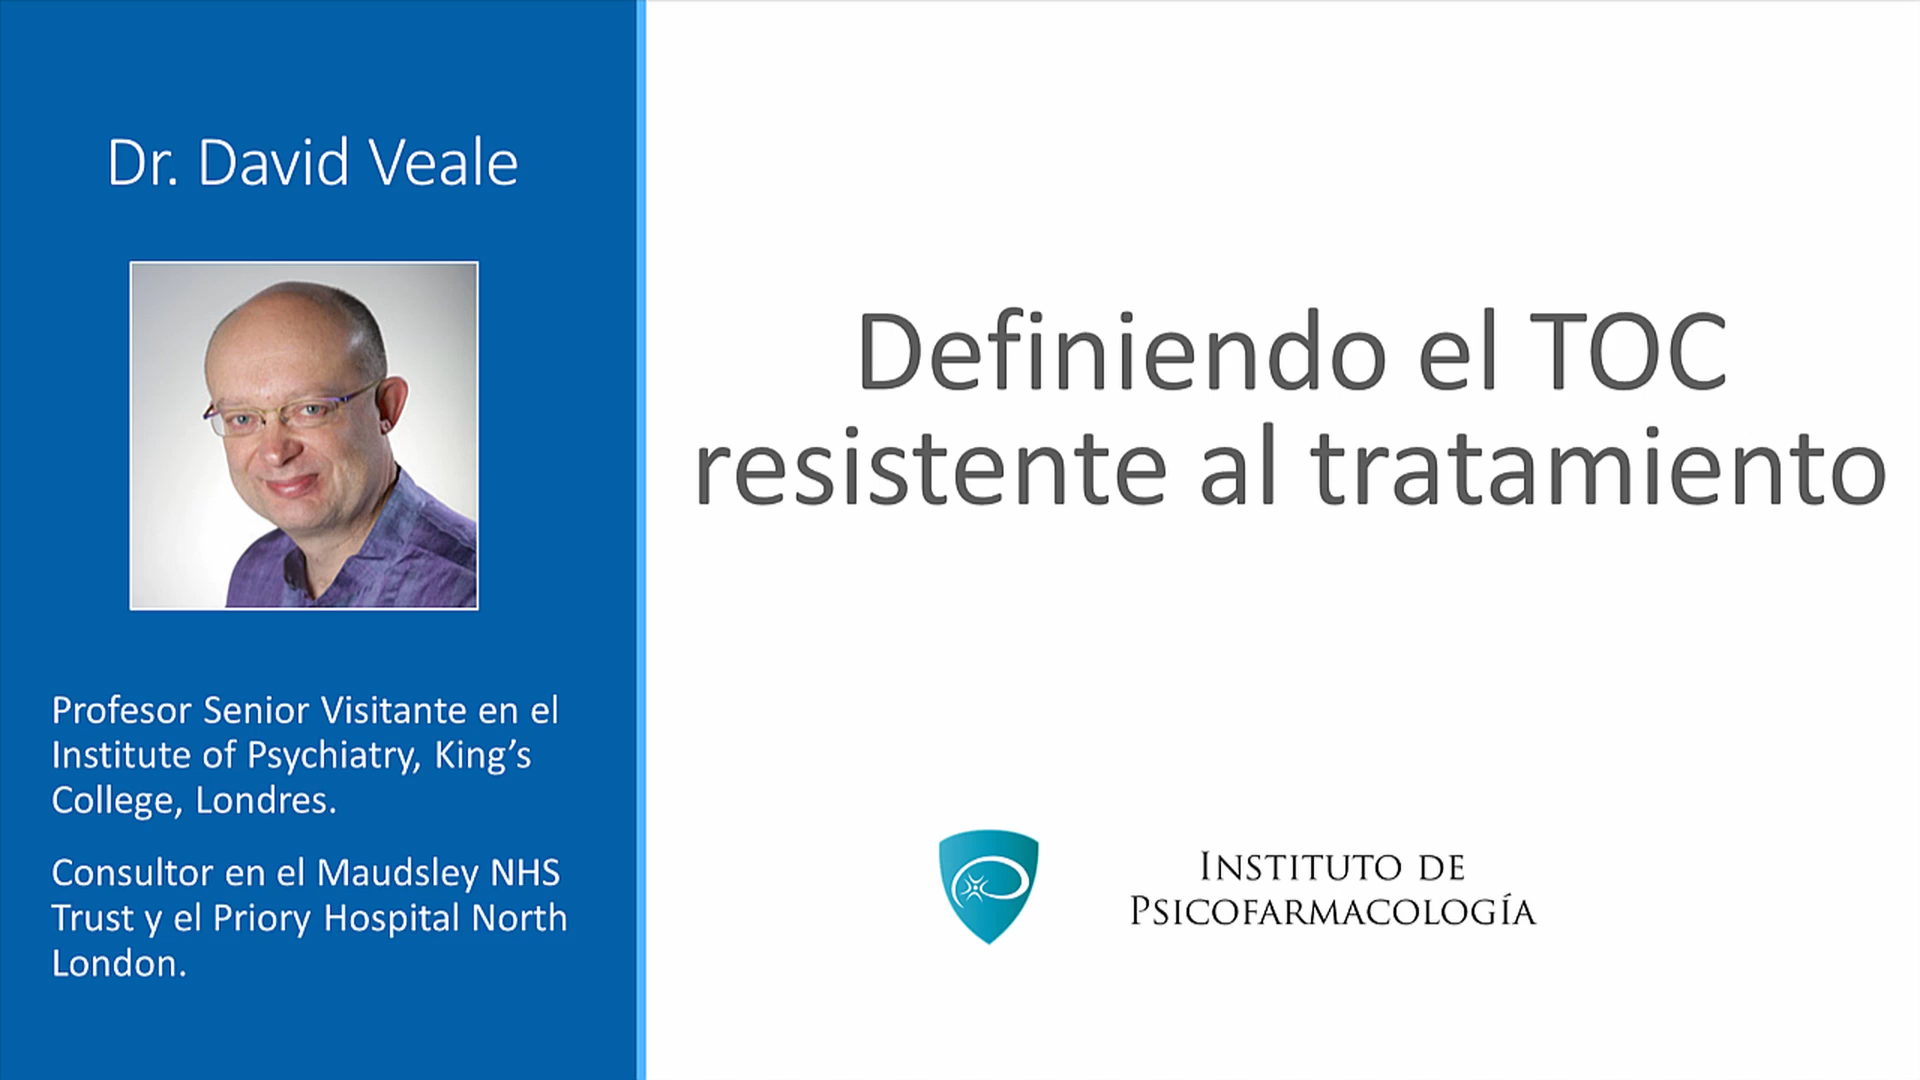 Dr. David Veale
Profesor Senior Visitante en el
Institute of Psychiatry, King’s
College, Londres.
Consultor en el Maudsley NHS
Trust y el Priory Hospital North
London.
Definiendo el TOC
resistente al tratamiento
INSTITUTO DE
PSICOFARMACOLOGÍA